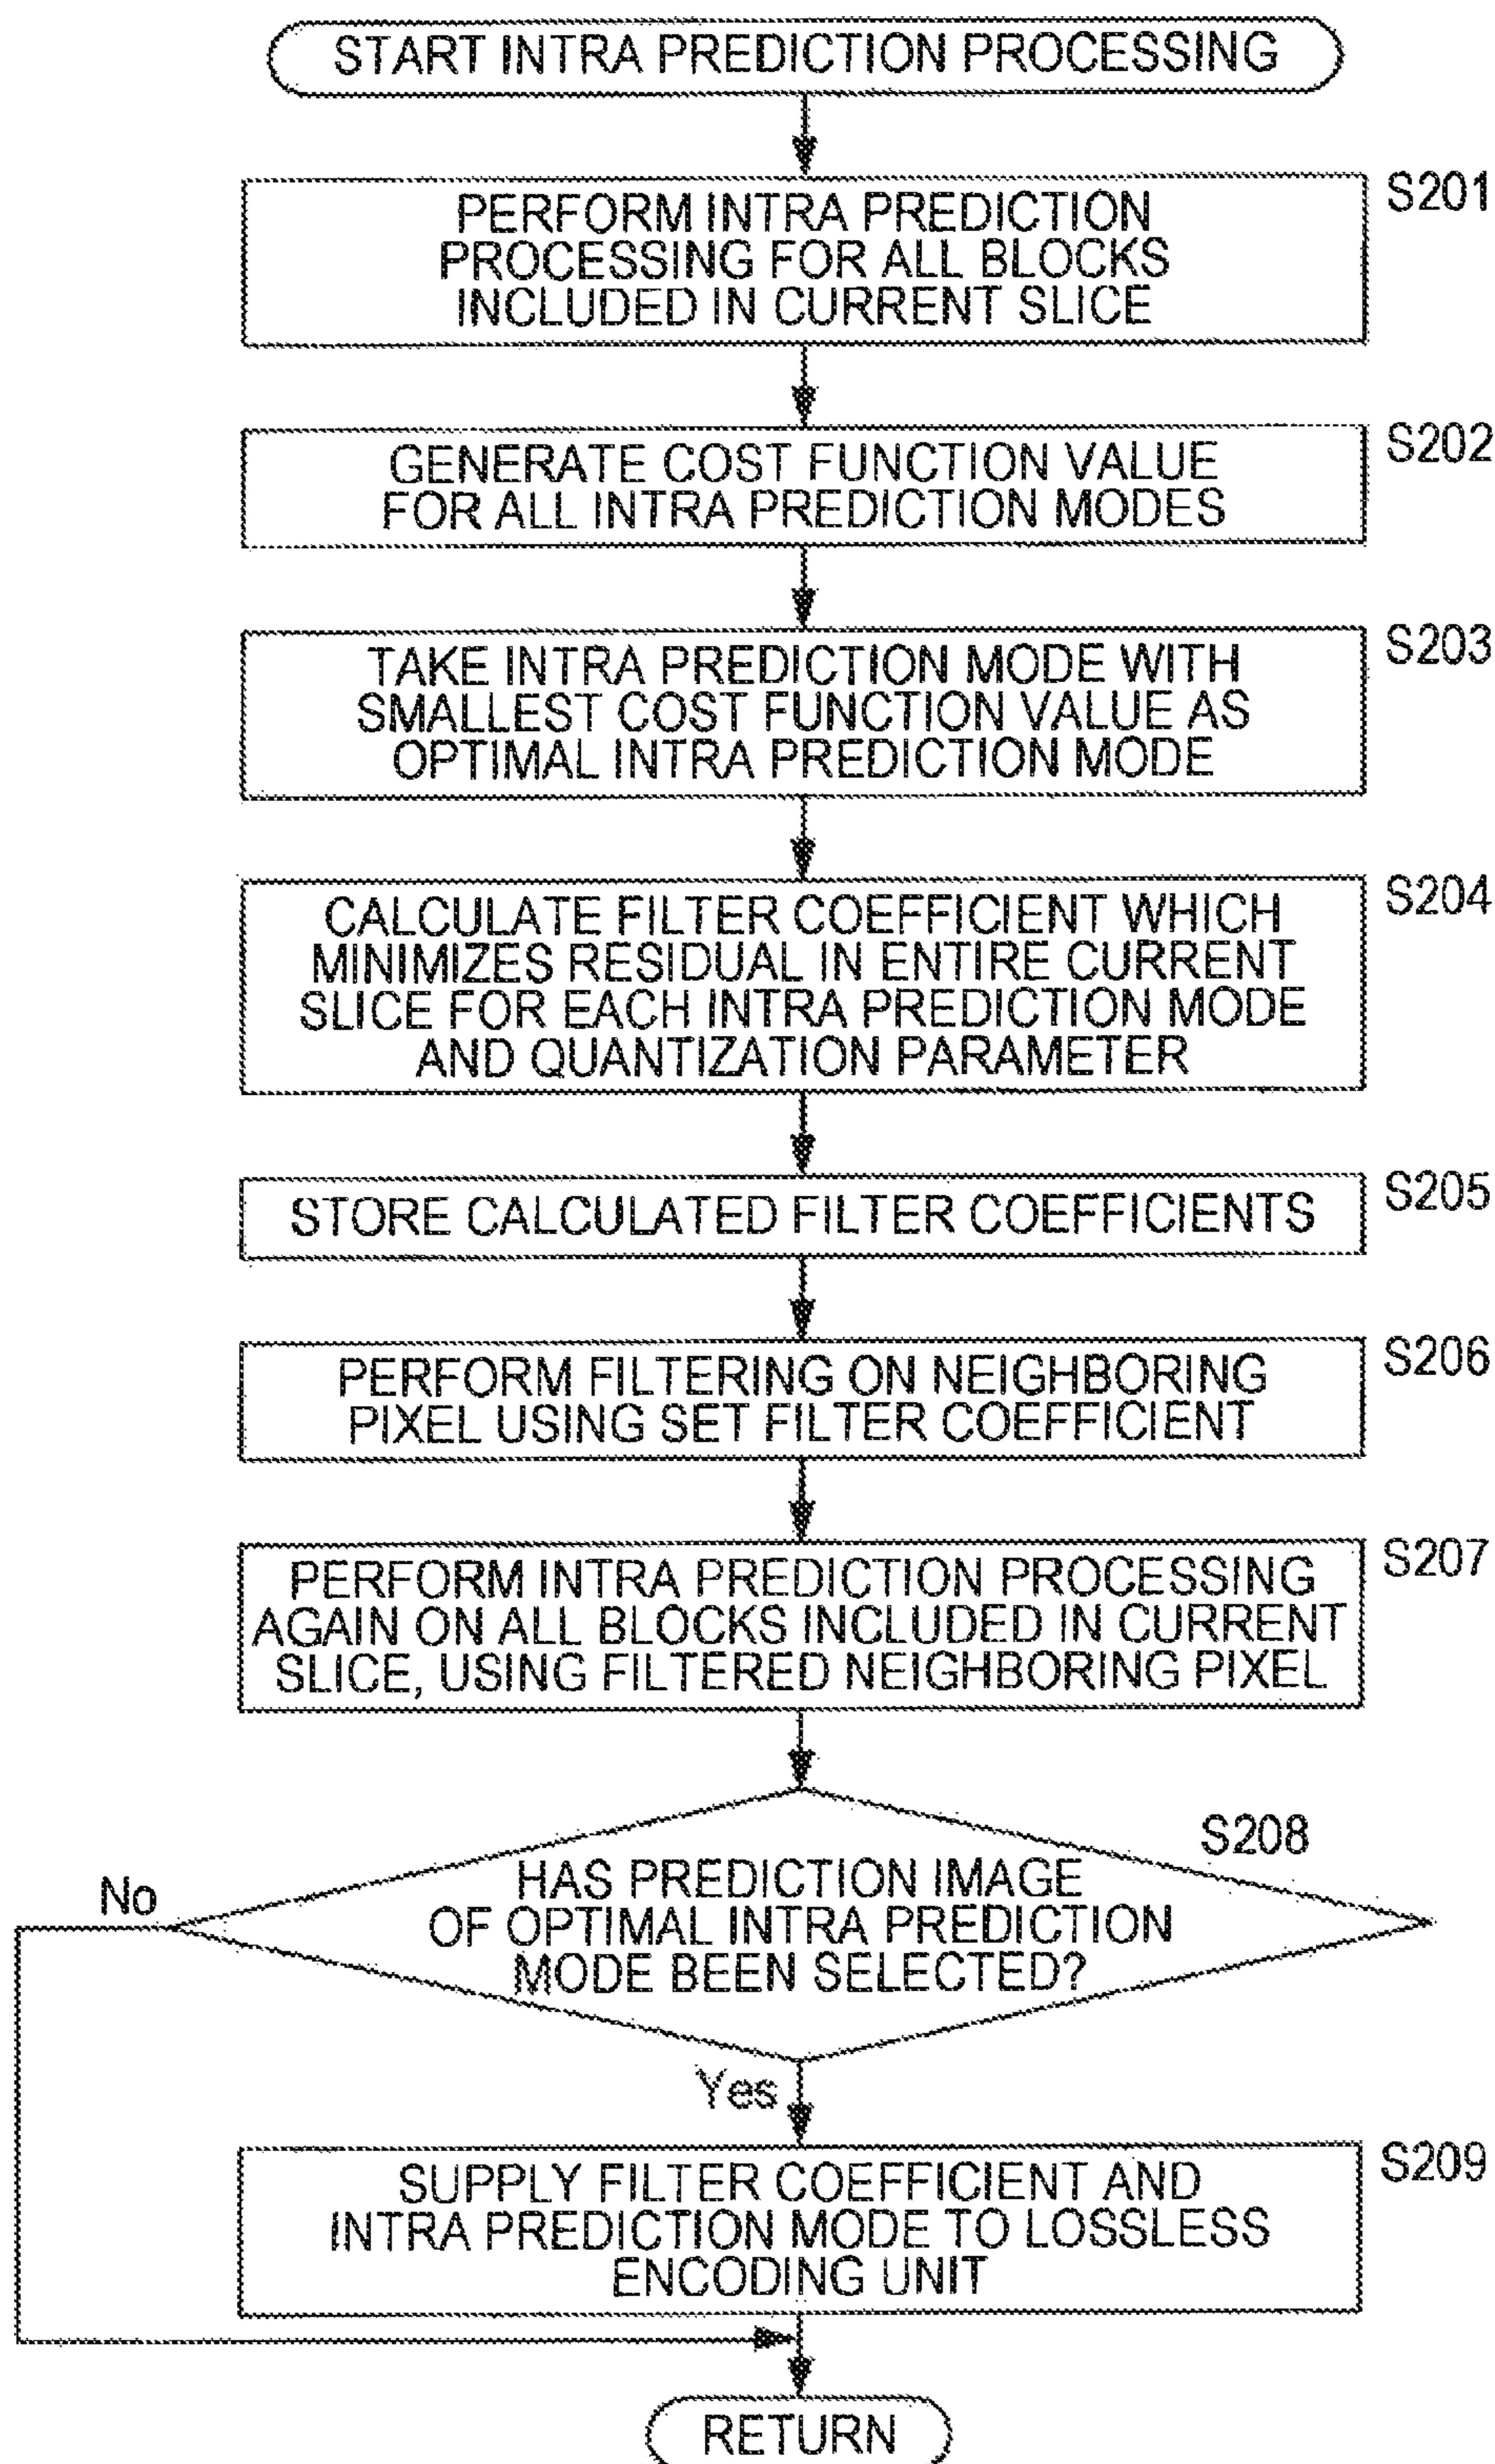 START INTRA PREDICTION PROCESSING
S201
PERFORM INTRA PREDICTION
PROCESSING FOR ALL BLOCKS
INCLUDED IN CURRENT SLICE
S202
GENERATE COST FUNCTION VALUE
FOR ALL INTRA PREDICTION MODES
S203
TAKE INTRA PREDICTION MODE WITH
SMALLEST COST FUNCTION VALUE AS
OPTIMAL INTRA PREDICTION MODE
S204
CALCULATE FILTER COEFFICIENT WHICH
MINIMIZES RESIDUAL IN ENTIRE CURRENT
SLICE FOR EACH INTRA PREDICTION MODE
AND QUANTIZATION PARAMETER
S205
STORE CALCULATED FILTER COEFFICIENTS
S206
PERFORM FILTERING ON NEIGHBORING
PIXEL USING SET FILTER COEFFICIENT
S207
PERFORM INTRA PREDICTION PROCESSING
AGAIN ON ALL BLOCKS INCLUDED IN CURRENT
SLICE, USING FILTERED NEIGHBORING PIXEL
S208
No
HAS PREDICTION IMAGE
OF OPTIMAL INTRA PREDICTION
MODE BEEN SELECTED?
Yes
S209
SUPPLY FILTER COEFFICIENT AND
INTRA PREDICTION MODE TO LOSSLESS
ENCODING UNIT
RETURN